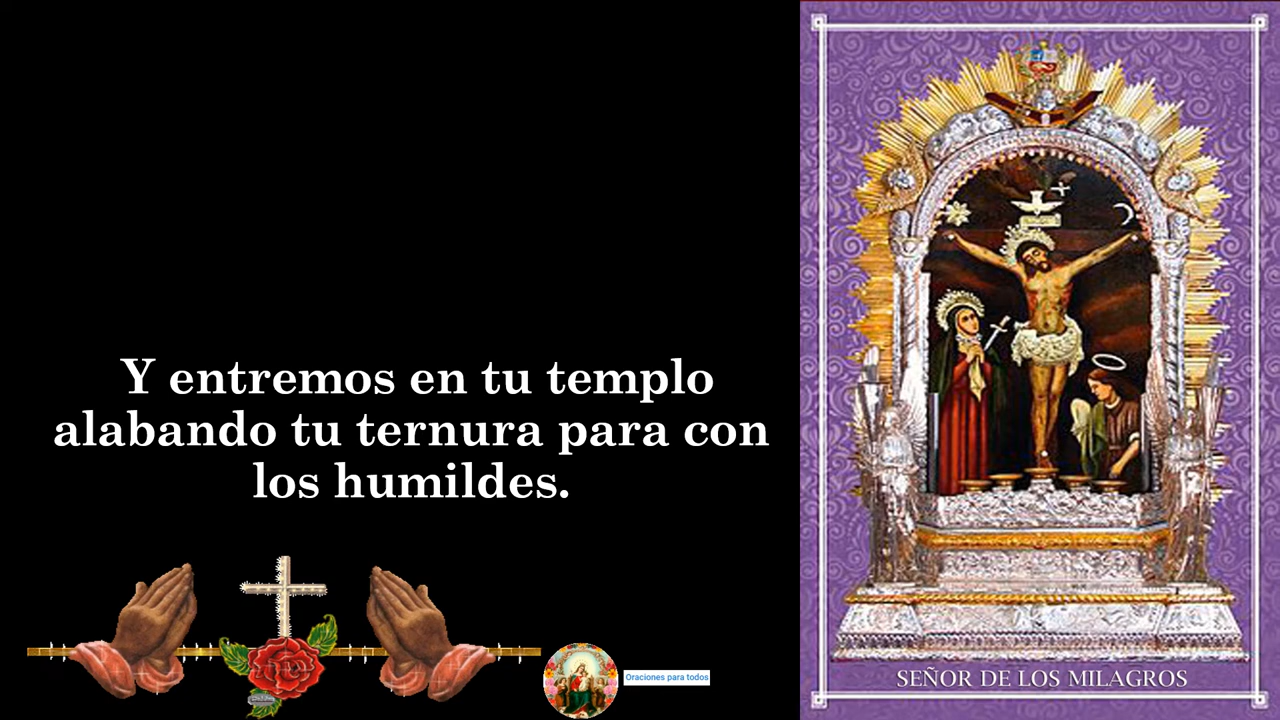 Y entremos en tu templo
alabando tu ternura para con
los humildes.
Oraciones para todos
SEÑOR DE LOS MILAGROS